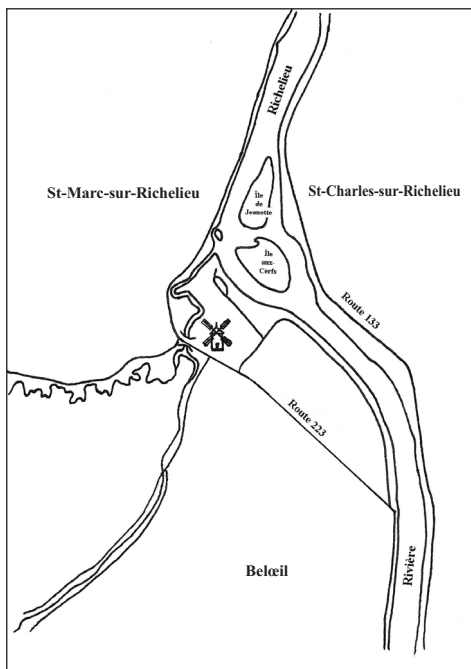 Richelieu
St-Marc-sur-Richelieu
St-Charles-sur-Richelieu
Île
de
Jeanotte
Île
aux-
Cerfs
Route 133
Route 223
Belœil
Rivière